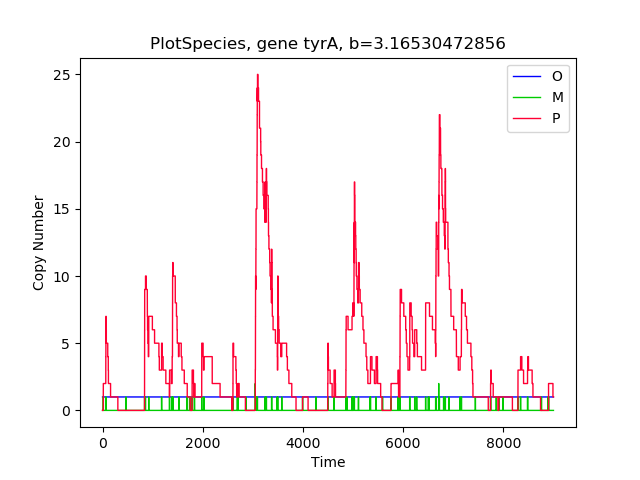 PlotSpecies, gene tyrA, b=3.16530472856
O
M
P
25
20
15
10
5
0
Copy Number
0 2000 4000 6000 8000
Time